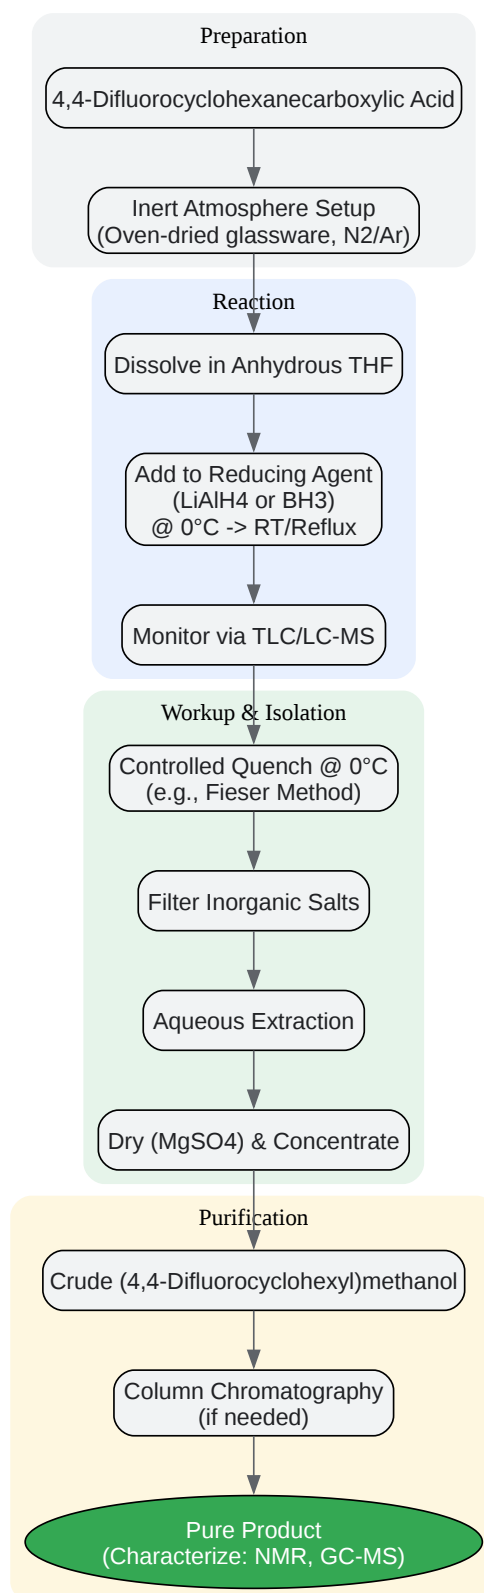 Preparation
4,4-Difluorocyclohexanecarboxylic Acid
Inert Atmosphere Setup
(Oven-dried glassware, N2/Ar)
Reaction
Dissolve in Anhydrous THF
Add to Reducing Agent
(LiAlH4 or BH3)
@ 0°C -> RT/Reflux
Monitor via TLC/LC-MS
Workup & Isolation
Controlled Quench @ 0°C
(e.g., Fieser Method)
Filter Inorganic Salts
Aqueous Extraction
Dry (MgSO4) & Concentrate
Purification
Crude (4,4-Difluorocyclohexyl)methanol
Column Chromatography
(if needed)
Pure Product
(Characterize: NMR, GC-MS)